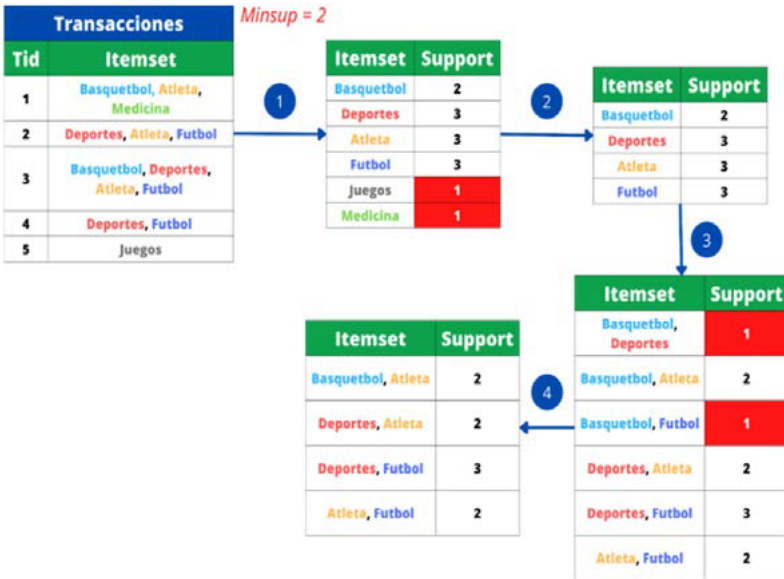 Transacciones
Minsup = 2
Tid Itemset
1 Basquetbol, Atleta,
Medicina
2 Deportes, Atleta, Futbol
3 Basquetbol, Deportes,
Atleta, Futbol
4 Deportes, Futbol
5 Juegos
1
Itemset Support
Basquetbol 2
Deportes 3
Atleta 3
Futbol 3
Juegos 1
Medicina 1
2
Itemset Support
Basquetbol 2
Deportes 3
Atleta 3
Futbol 3
3
Itemset Support
Basquetbol,
Deportes 1
Basquetbol, Atleta 2
Basquetbol, Futbol 1
Deportes, Atleta 2
Deportes, Futbol 3
Atleta, Futbol 2
4
Itemset Support
Basquetbol, Atleta 2
Deportes, Atleta 2
Deportes, Futbol 3
Atleta, Futbol 2